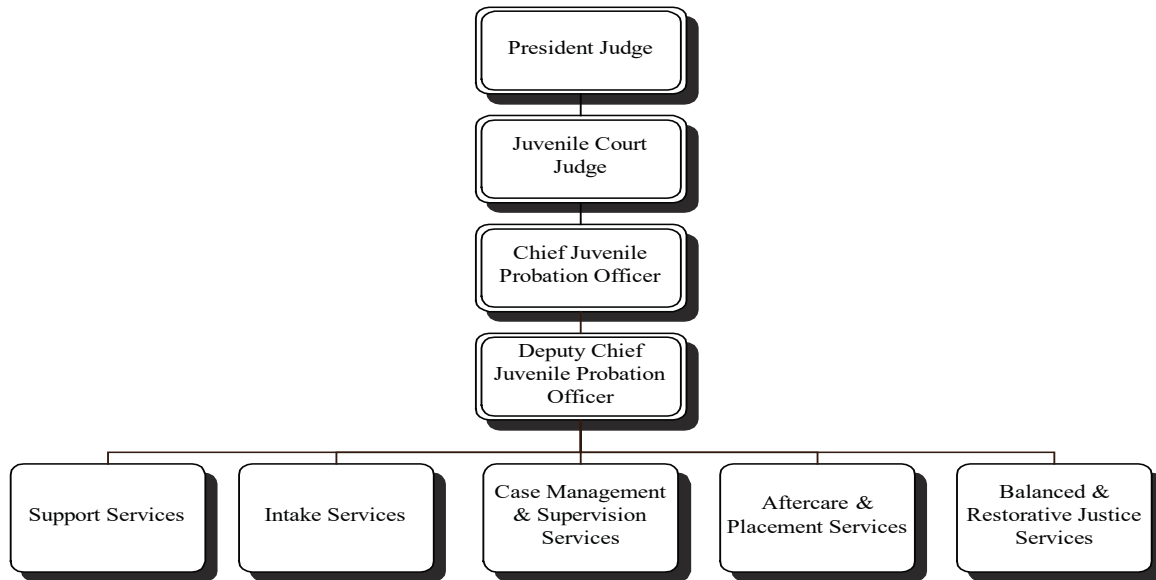 President Judge
Juvenile Court
Judge
Chief Juvenile
Probation Officer
Deputy Chief
Juvenile Probation
Officer
Support Services
Intake Services
Case Management
& Supervision
Services
Aftercare &
Placement Services
Balanced &
Restorative Justice
Services